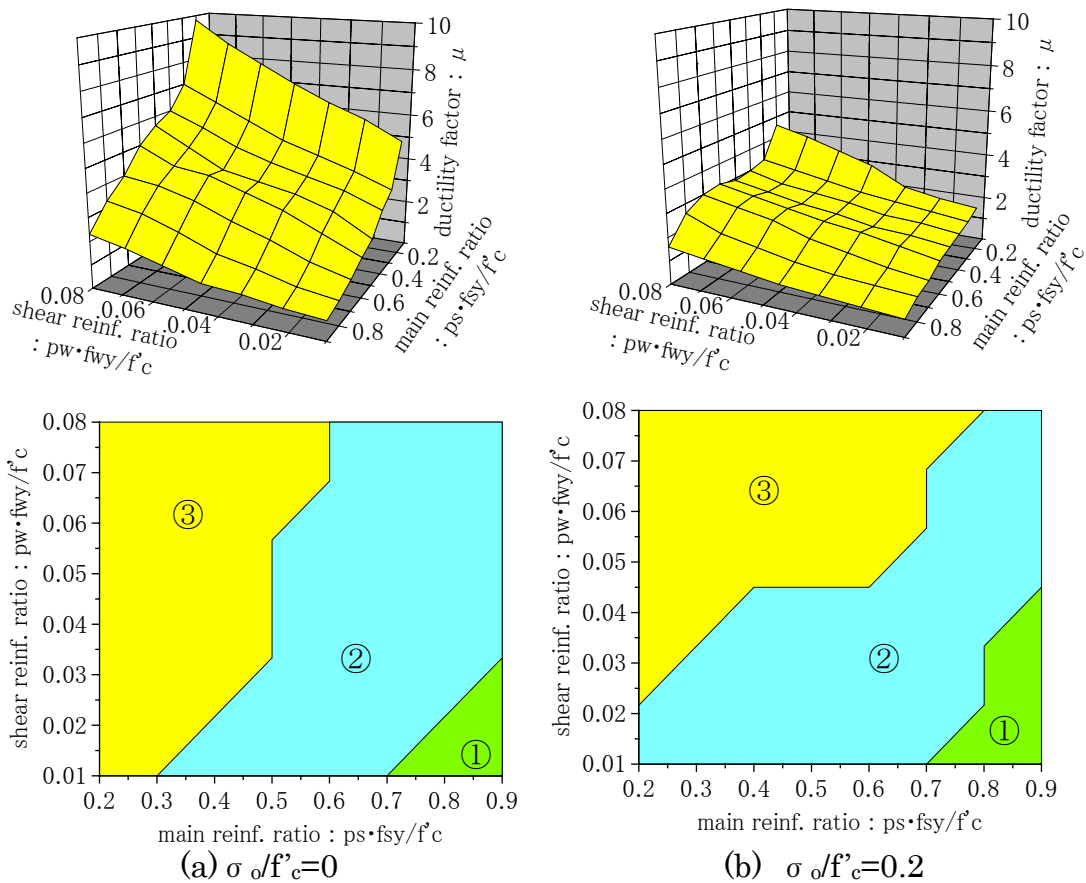 10
8
6
4
2
ductility factor : μ
0.2
0.4
0.6
0.8
main reinf. ratio
: ps·fsy/f'c
0.08
0.06
0.04
0.02
shear reinf. ratio
: pw·fwy/f'c
10
8
6
4
2
ductility factor : μ
0.2
0.4
0.6
0.8
main reinf. ratio
: ps·fsy/f'c
0.08
0.06
0.04
0.02
shear reinf. ratio
: pw·fwy/f'c
0.08
0.07
0.06
0.05
0.04
0.03
0.02
0.01
shear reinf. ratio : pw·fwy/f'c
③
②
①
0.2 0.3 0.4 0.5 0.6 0.7 0.8 0.9
main reinf. ratio : ps·fsy/f'c
(a) σo/f'c=0
0.08
0.07
0.06
0.05
0.04
0.03
0.02
0.01
shear reinf. ratio : pw·fwy/f'c
③
②
①
0.2 0.3 0.4 0.5 0.6 0.7 0.8 0.9
main reinf. ratio : ps·fsy/f'c
(b) σo/f'c=0.2